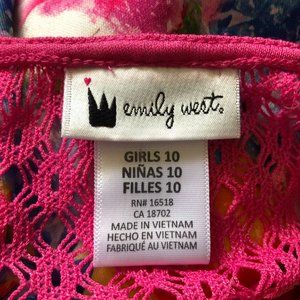 emily west.
GIRLS 10
NIÑAS 10
FILLES 10
RN# 16518
CA 18702
MADE IN VIETNAM
HECHO EN VIETNAM
FABRIQUÉ AU VIETNAM